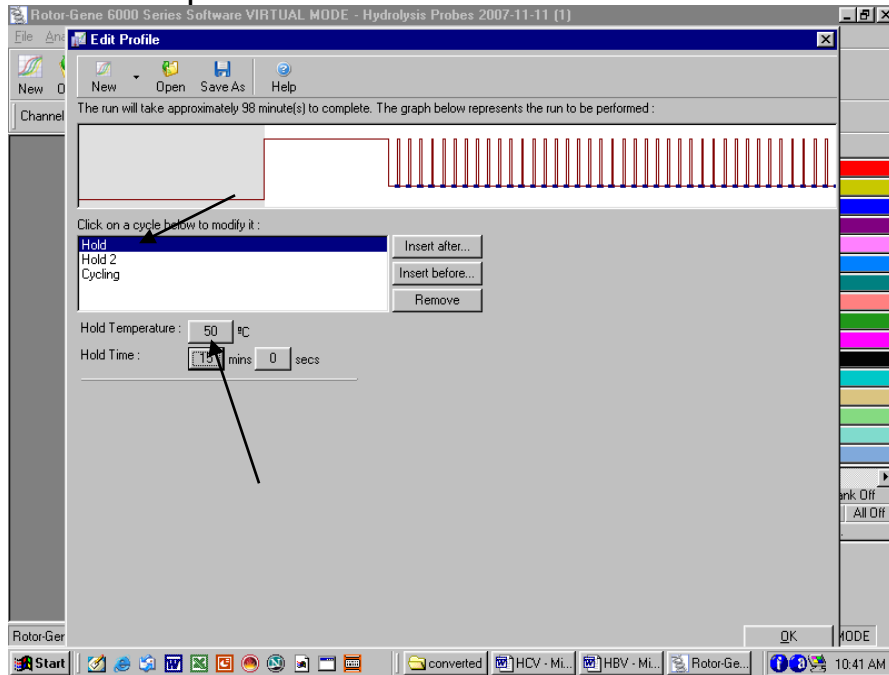 Rotor-Gene 6000 Series Software VIRTUAL MODE - Hydrolysis Probes 2007-11-11 (1)
File Ana
Edit Profile
New
New Open Save As Help
Channel
The run will take approximately 98 minute(s) to complete. The graph below represents the run to be performed :
Click on a cycle below to modify it :
Hold
Hold 2
Cycling
Insert after...
Insert before...
Remove
Hold Temperature : 50 ºC
Hold Time : 15 mins 0 secs
ank Off
All Off
Rotor-Ger
OK
MODE
Start
converted
HCV - Mi...
HBV - Mi...
Rotor-Ge...
10:41 AM